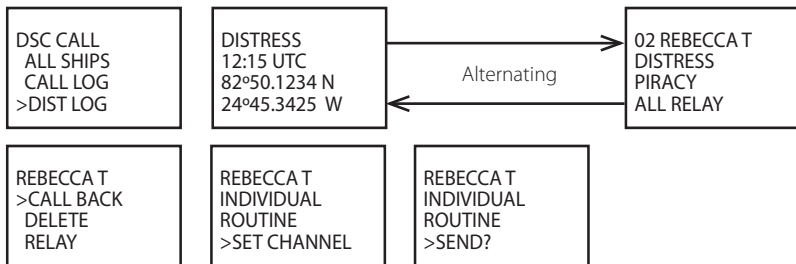 DSC CALL
ALL SHIPS
CALL LOG
>DIST LOG
DISTRESS
12:15 UTC
82º50.1234 N
24º45.3425 W
Alternating
02 REBECCA T
DISTRESS
PIRACY
ALL RELAY
REBECCA T
>CALL BACK
DELETE
RELAY
REBECCA T
INDIVIDUAL
ROUTINE
>SET CHANNEL
REBECCA T
INDIVIDUAL
ROUTINE
>SEND?